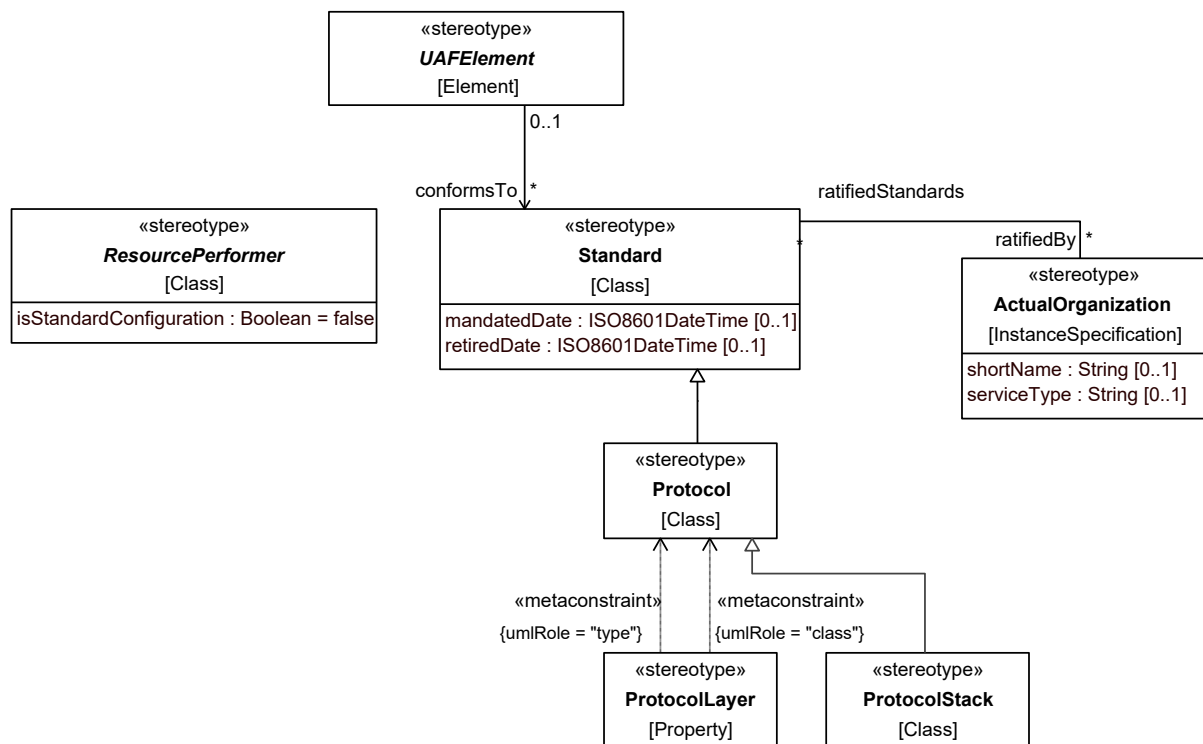 «stereotype»
UAFElement
[Element]
0..1
conformsTo *
ratifiedStandards
«stereotype»
ResourcePerformer
[Class]
isStandardConfiguration : Boolean = false
«stereotype»
Standard
[Class]
mandatedDate : ISO8601DateTime [0..1]
retiredDate : ISO8601DateTime [0..1]
*
ratifiedBy *
«stereotype»
ActualOrganization
[InstanceSpecification]
shortName : String [0..1]
serviceType : String [0..1]
«stereotype»
Protocol
[Class]
«metaconstraint»
{umlRole = "type"}
«metaconstraint»
{umlRole = "class"}
«stereotype»
ProtocolLayer
[Property]
«stereotype»
ProtocolStack
[Class]